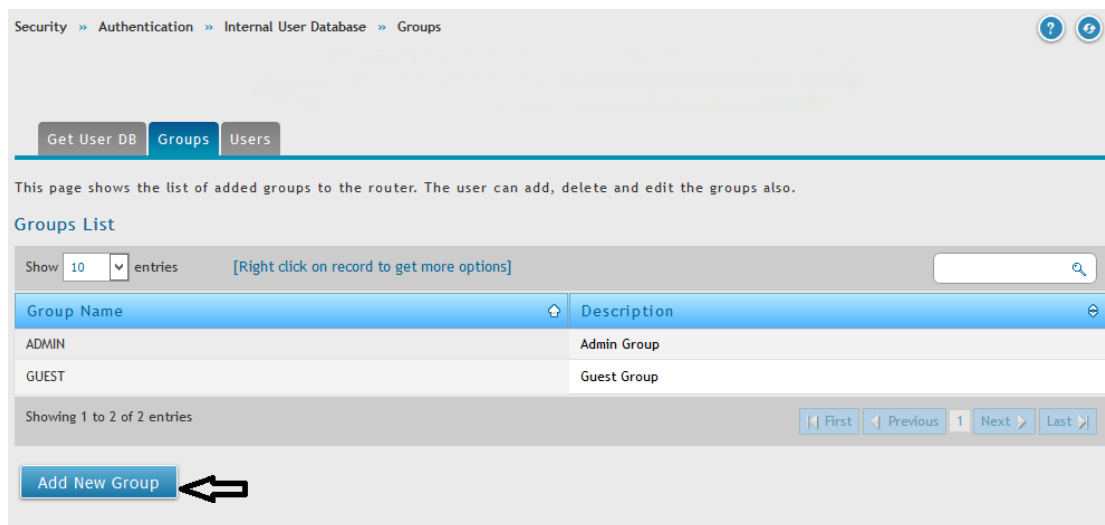 Security » Authentication » Internal User Database » Groups
?
Get User DB Groups Users
This page shows the list of added groups to the router. The user can add, delete and edit the groups also.
Groups List
Show 10 entries [Right click on record to get more options]
Group Name Description
ADMIN Admin Group
GUEST Guest Group
Showing 1 to 2 of 2 entries First Previous 1 Next Last
Add New Group